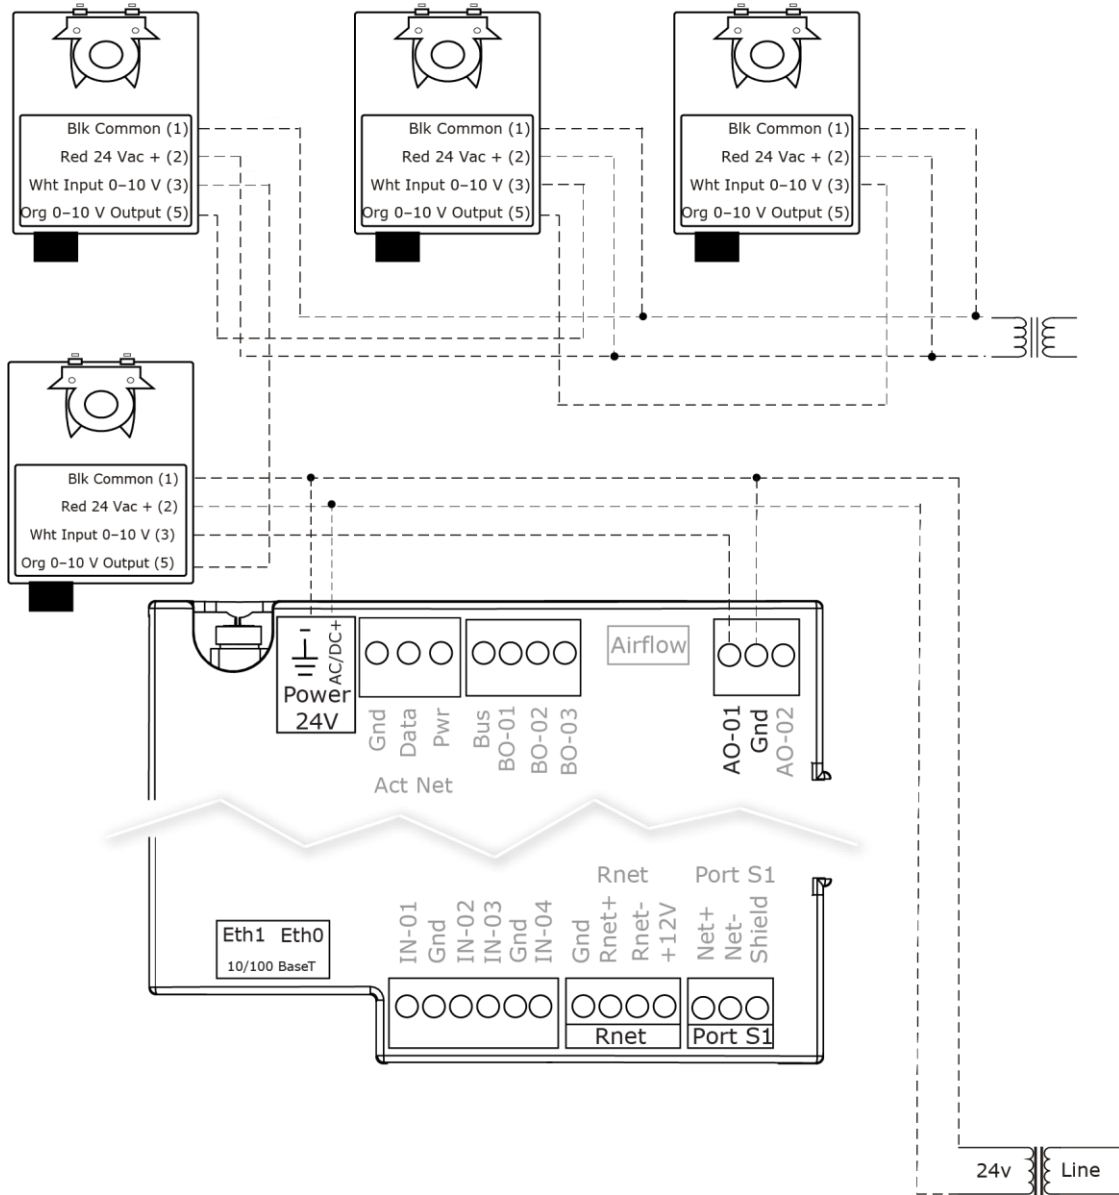 Blk Common (1)
Red 24 Vac + (2)
Wht Input 0–10 V (3)
Org 0–10 V Output (5)
Blk Common (1)
Red 24 Vac + (2)
Wht Input 0–10 V (3)
Org 0–10 V Output (5)
Blk Common (1)
Red 24 Vac + (2)
Wht Input 0–10 V (3)
Org 0–10 V Output (5)
Blk Common (1)
Red 24 Vac + (2)
Wht Input 0–10 V (3)
Org 0–10 V Output (5)
-
AC/DC+
Power
24V
Gnd
Data
Pwr
Act Net
Bus
BO-01
BO-02
BO-03
Airflow
AO-01
Gnd
AO-02
Eth1 Eth0
10/100 BaseT
IN-01
Gnd
IN-02
IN-03
Gnd
IN-04
Rnet
Gnd
Rnet+
Rnet-
+12V
Rnet
Port S1
Net+
Net-
Shield
Port S1
24v
Line